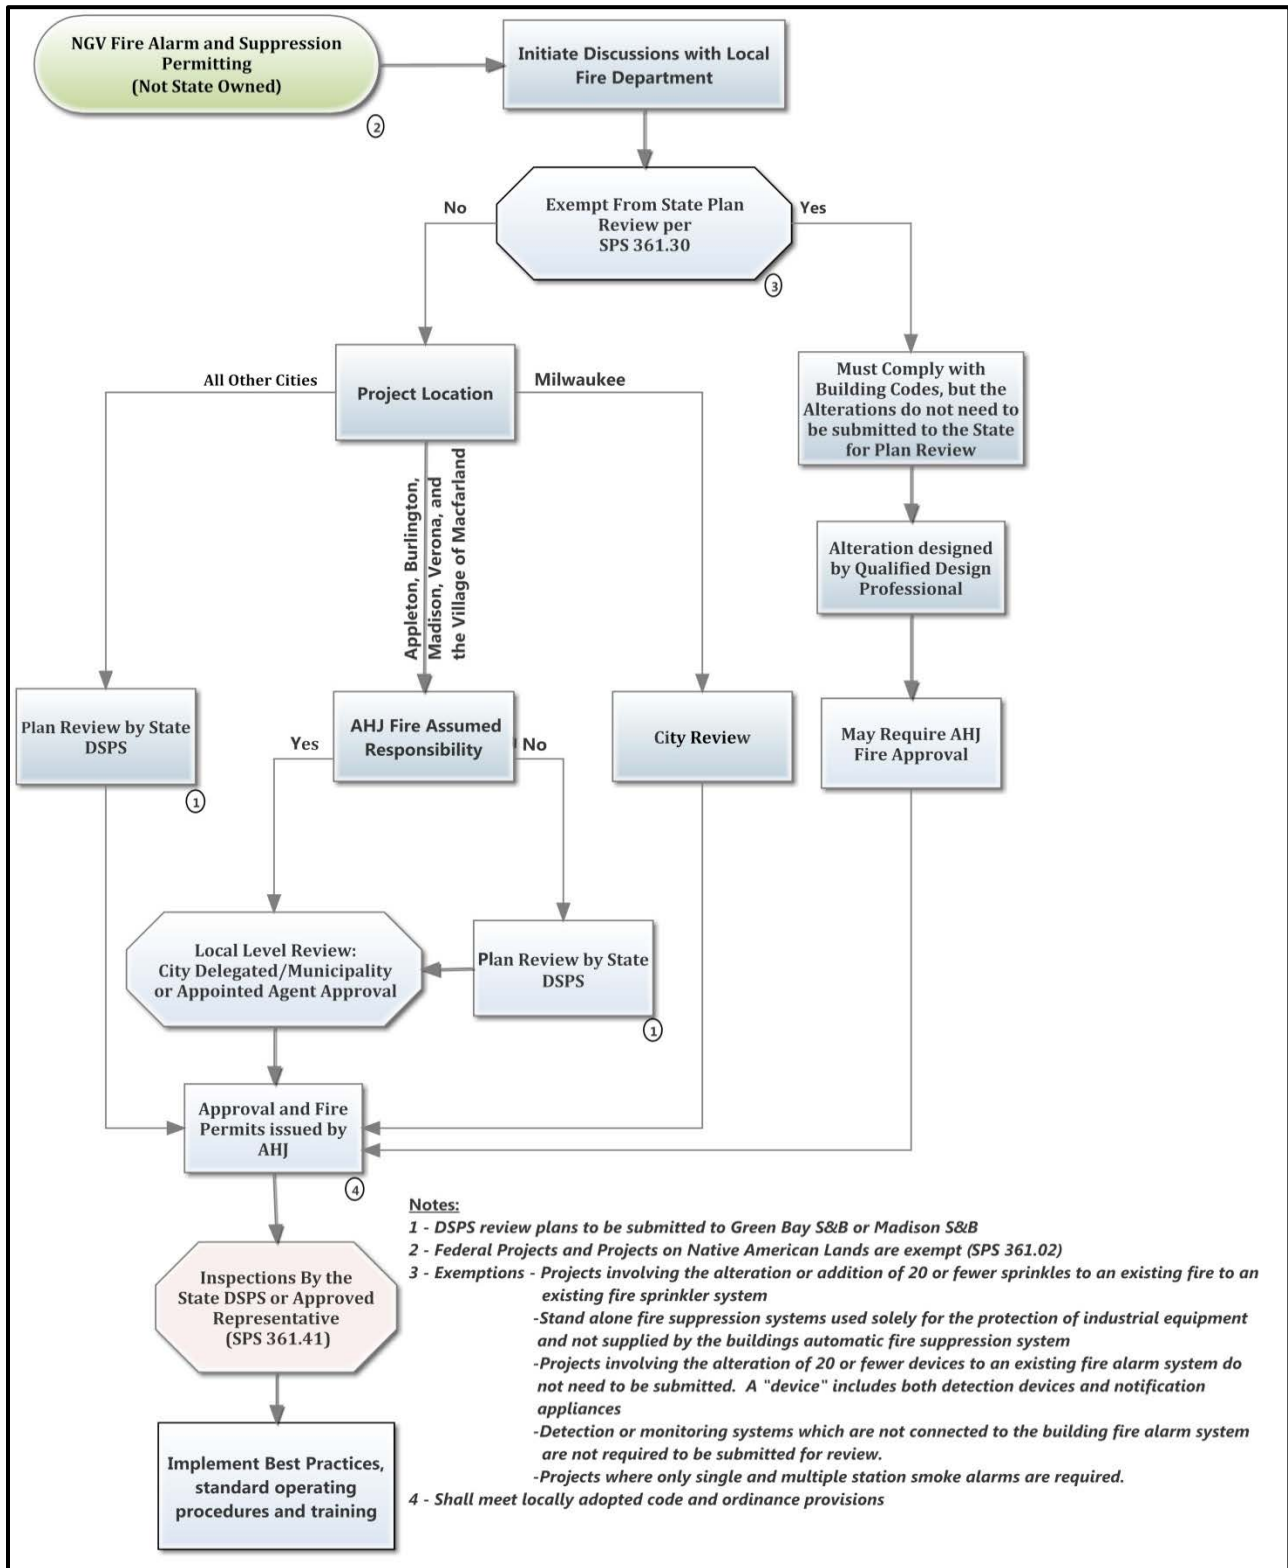 NGV Fire Alarm and Suppression
Permitting
(Not State Owned)
2
Initiate Discussions with Local
Fire Department
Exempt From State Plan
Review per
SPS 361.30
3
No
Yes
Project Location
All Other Cities
Milwaukee
Appleton, Burlington,
Madison, Verona, and
the Village of Macfarland
Must Comply with
Building Codes, but the
Alterations do not need to
be submitted to the State
for Plan Review
Alteration designed
by Qualified Design
Professional
May Require AHJ
Fire Approval
Plan Review by State
DSPS
1
AHJ Fire Assumed
Responsibility
Yes
No
City Review
Local Level Review:
City Delegated/Municipality
or Appointed Agent Approval
Plan Review by State
DSPS
1
Approval and Fire
Permits issued by
AHJ
4
Inspections By the
State DSPS or Approved
Representative
(SPS 361.41)
Implement Best Practices,
standard operating
procedures and training
Notes:
1 - DSPS review plans to be submitted to Green Bay S&B or Madison S&B
2 - Federal Projects and Projects on Native American Lands are exempt (SPS 361.02)
3 - Exemptions - Projects involving the alteration or addition of 20 or fewer sprinkles to an existing fire to an
existing fire sprinkler system
-Stand alone fire suppression systems used solely for the protection of industrial equipment
and not supplied by the buildings automatic fire suppression system
-Projects involving the alteration of 20 or fewer devices to an existing fire alarm system do
not need to be submitted. A "device" includes both detection devices and notification
appliances
-Detection or monitoring systems which are not connected to the building fire alarm system
are not required to be submitted for review.
-Projects where only single and multiple station smoke alarms are required.
4 - Shall meet locally adopted code and ordinance provisions